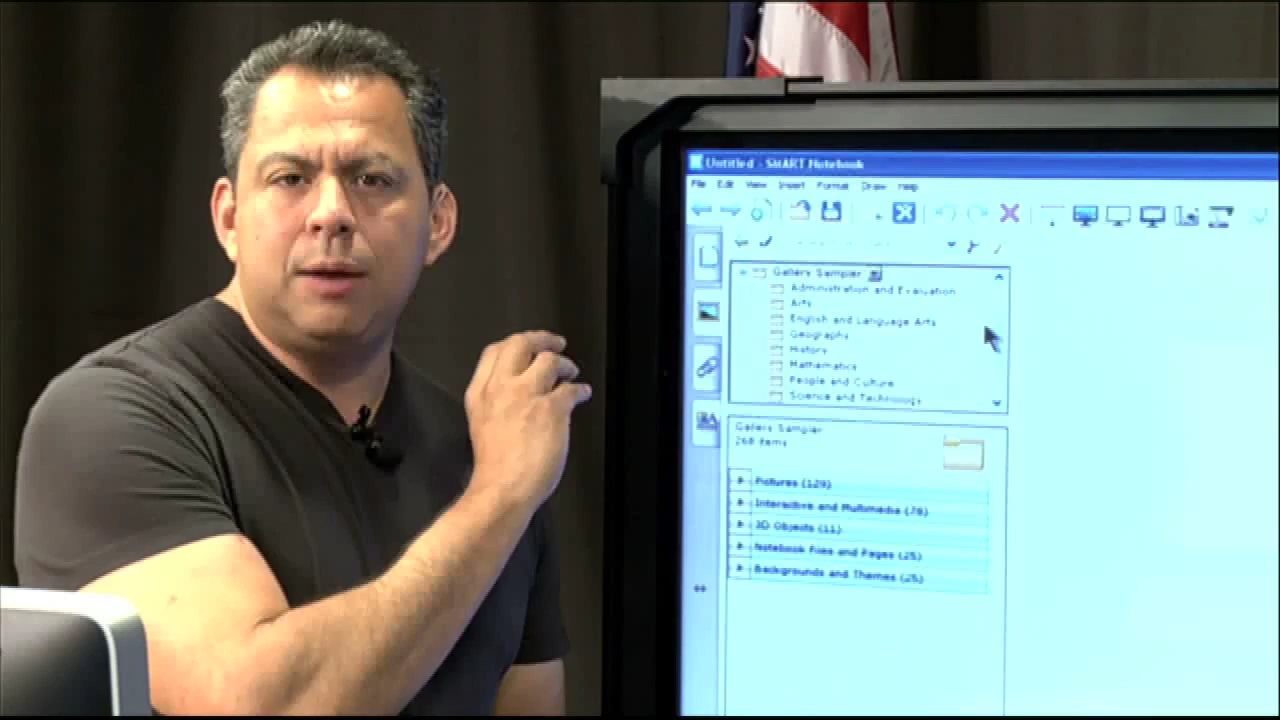 Untitled - SMART Notebook
File Edit View Insert Format Draw Help
Gallery Sampler
Administration and Evaluation
Arts
English and Language Arts
Geography
History
Mathematics
People and Culture
Science and Technology
Gallery Sampler
268 items
Pictures (129)
Interactive and Multimedia (78)
3D Objects (11)
Notebook Files and Pages (25)
Backgrounds and Themes (25)